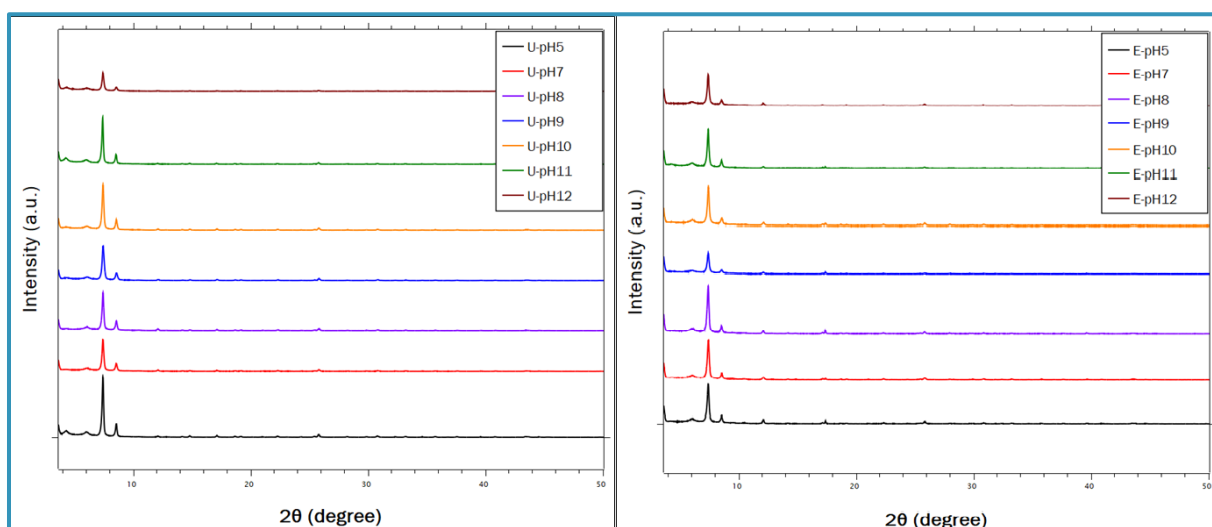 U-pH5
U-pH7
U-pH8
U-pH9
U-pH10
U-pH11
U-pH12
Intensity (a.u.)
10
20
30
40
50
2θ (degree)
E-pH5
E-pH7
E-pH8
E-pH9
E-pH10
E-pH11
E-pH12
Intensity (a.u.)
10
20
30
40
50
2θ (degree)